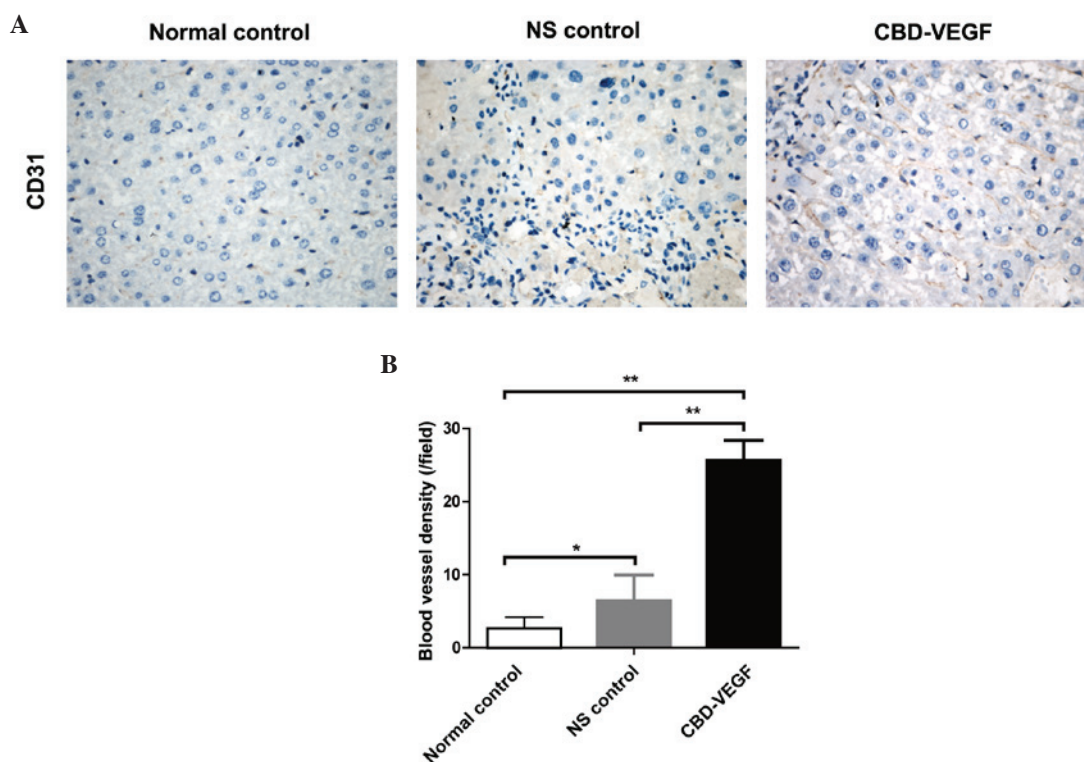 A
Normal control
NS control
CBD-VEGF
CD31
B
**
**
*
Blood vessel density (/field)
30
20
10
0
Normal control
NS control
CBD-VEGF